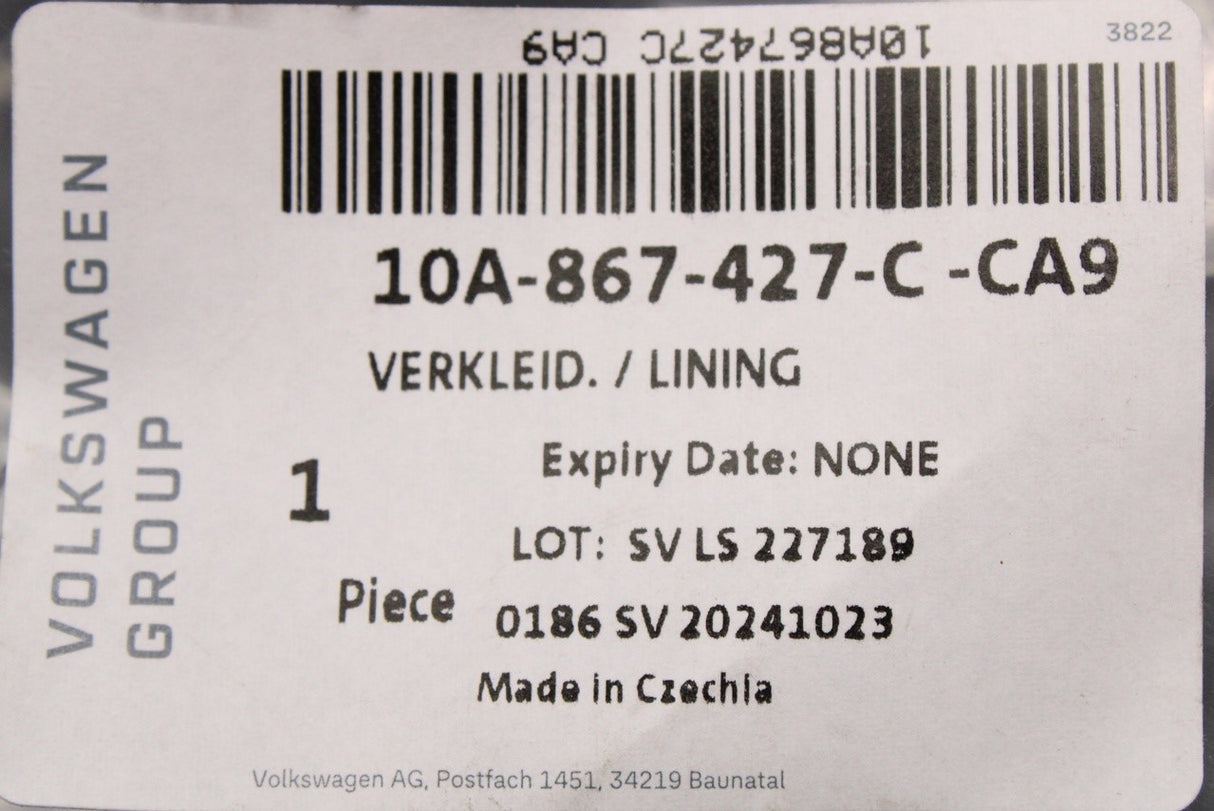 3822
10A867427C CA9
10A-867-427-C -CA9
VERKLEID. / LINING
Expiry Date: NONE
1
LOT: SV LS 227189
Piece
0186 SV 20241023
Made in Czechia
Volkswagen AG, Postfach 1451, 34219 Baunatal
VOLKSWAGEN
GROUP